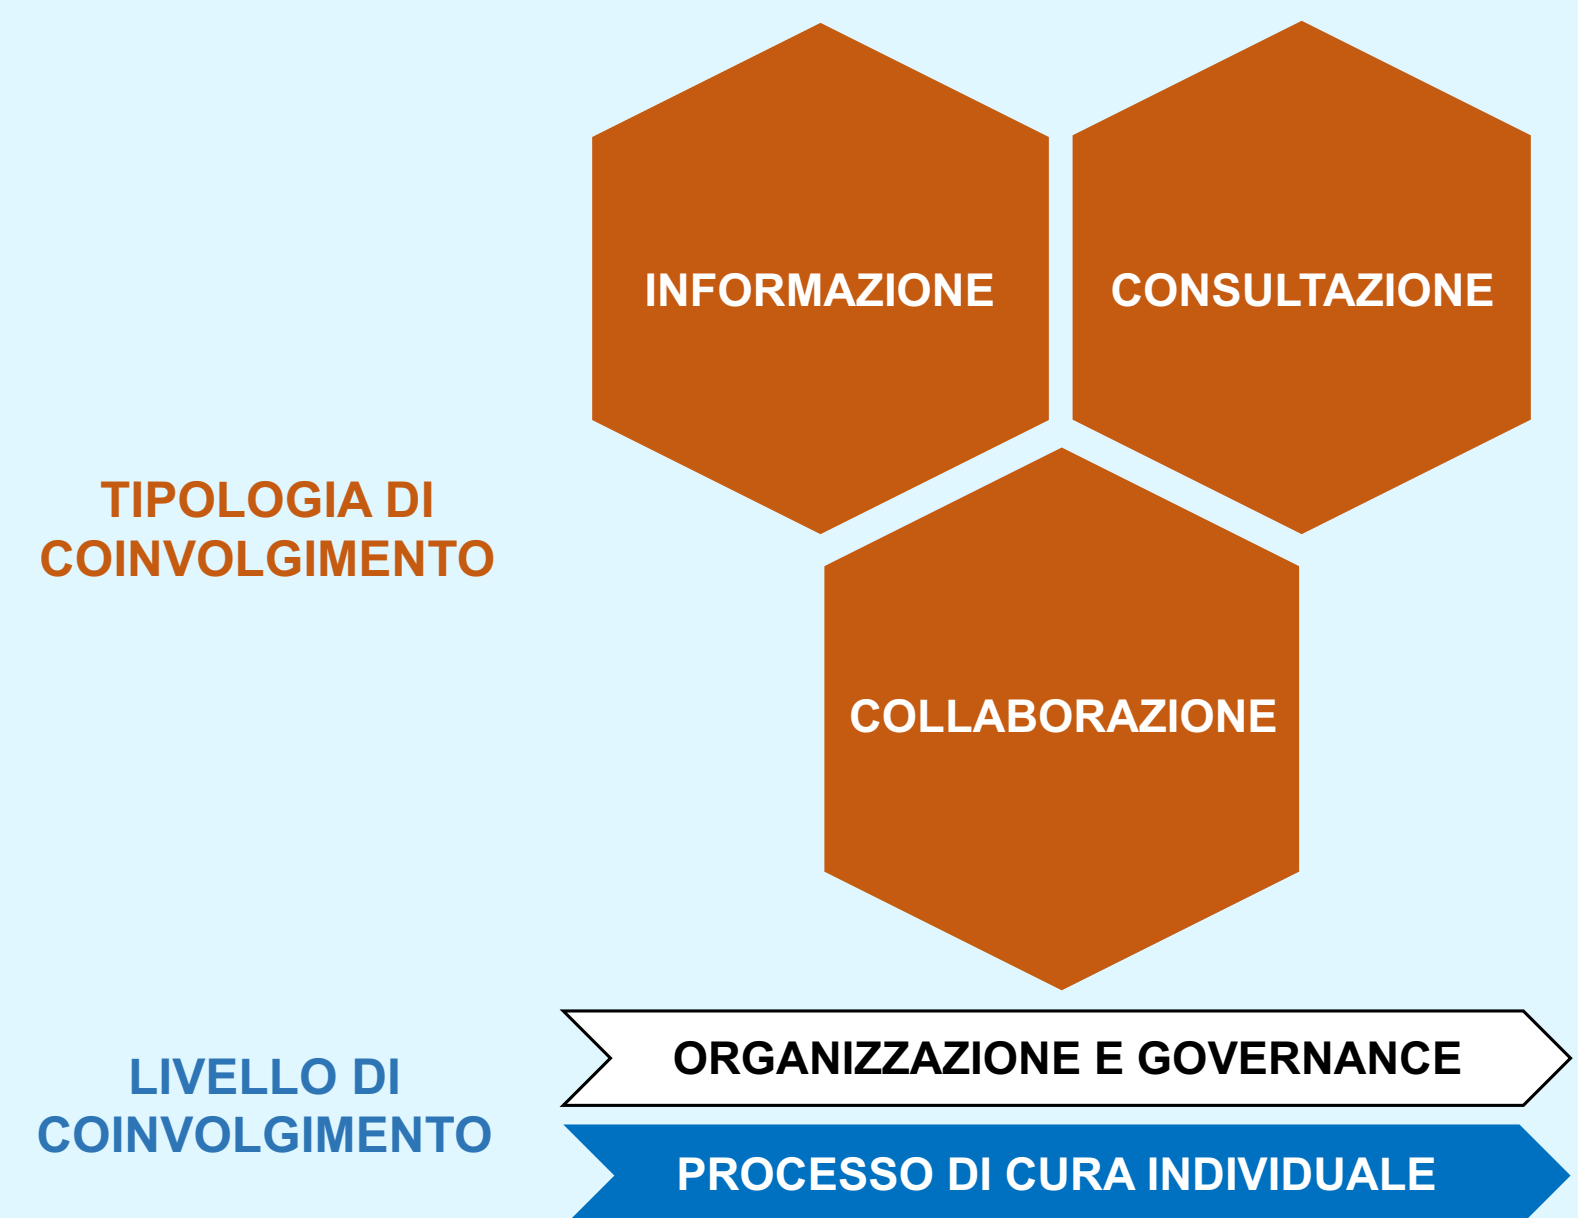 INFORMAZIONE
CONSULTAZIONE
TIPOLOGIA DI
COINVOLGIMENTO
COLLABORAZIONE
LIVELLO DI
COINVOLGIMENTO
ORGANIZZAZIONE E GOVERNANCE
PROCESSO DI CURA INDIVIDUALE